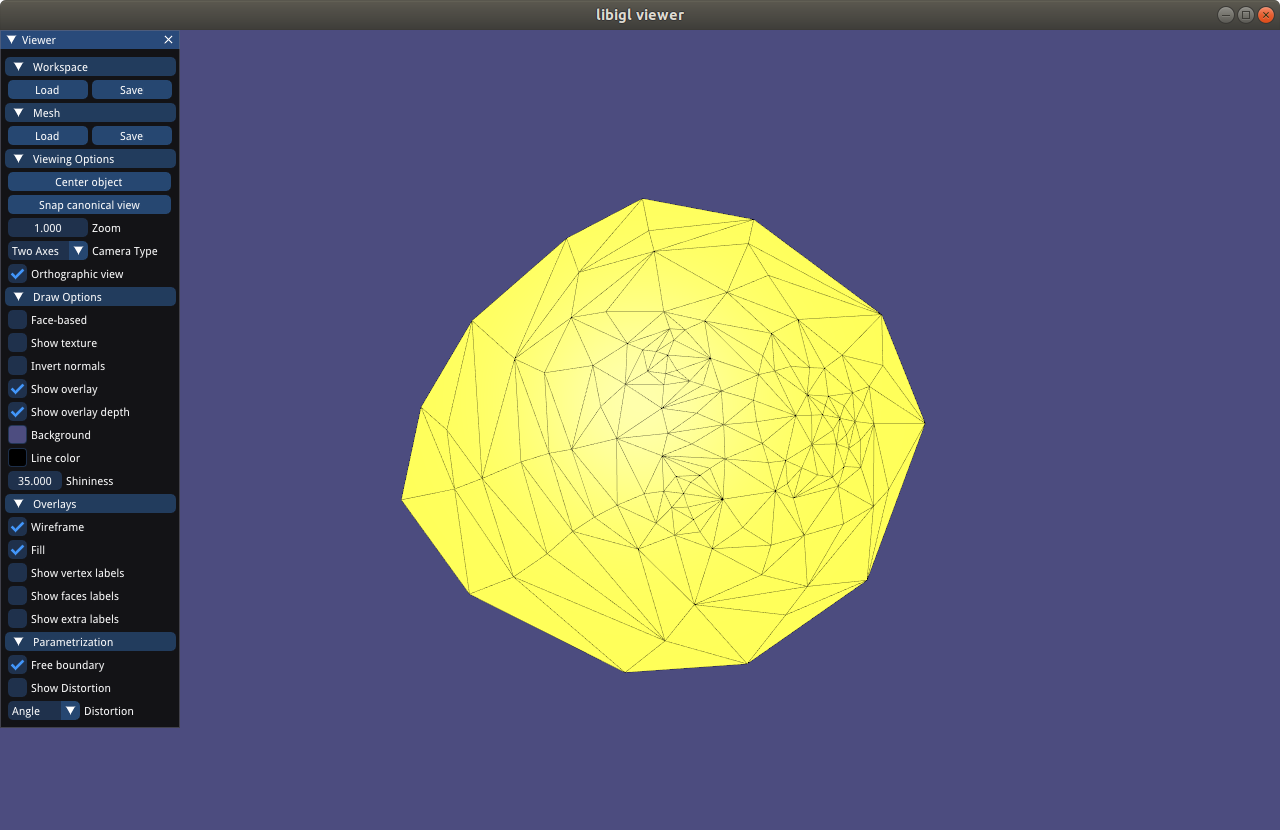 libigl viewer
Viewer
Workspace
Load Save
Mesh
Load Save
Viewing Options
Center object
Snap canonical view
1.000 Zoom
Two Axes Camera Type
Orthographic view
Draw Options
Face-based
Show texture
Invert normals
Show overlay
Show overlay depth
Background
Line color
35.000 Shininess
Overlays
Wireframe
Fill
Show vertex labels
Show faces labels
Show extra labels
Parametrization
Free boundary
Show Distortion
Angle Distortion